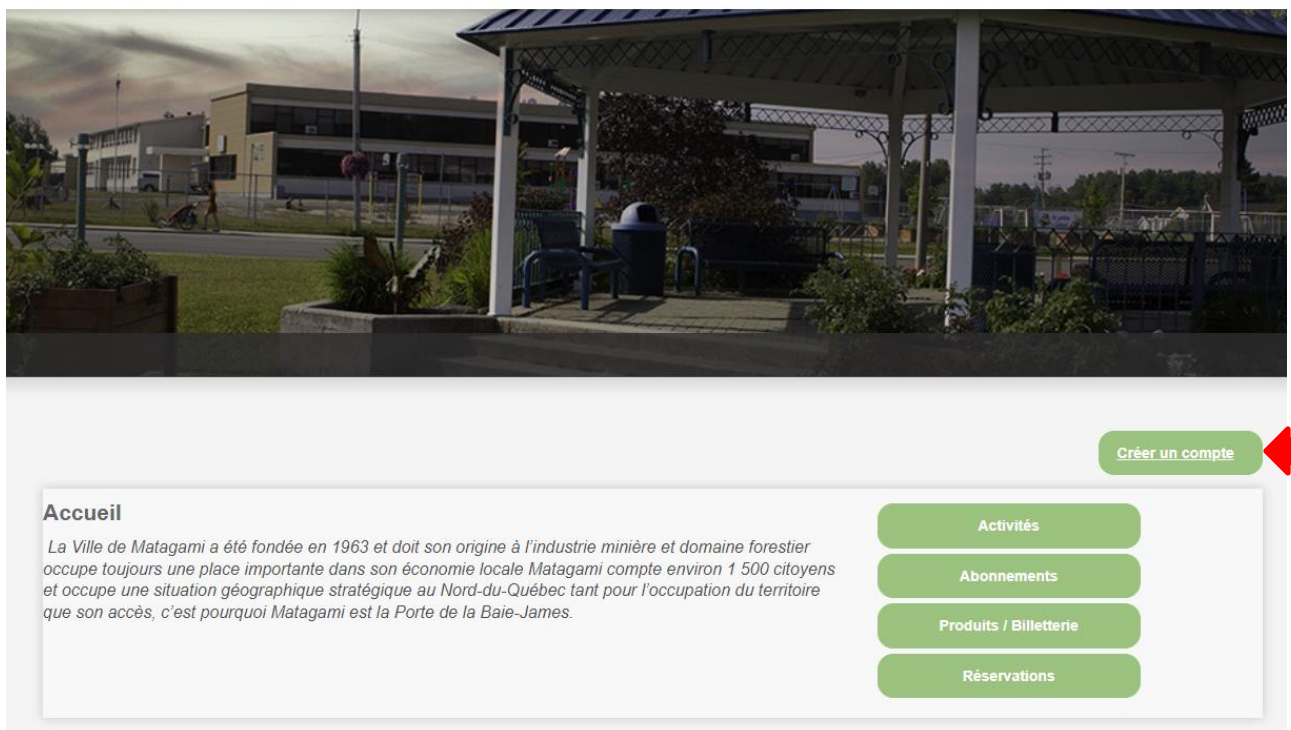 Créer un compte
Accueil
La Ville de Matagami a été fondée en 1963 et doit son origine à l'industrie minière et domaine forestier
occupe toujours une place importante dans son économie locale Matagami compte environ 1 500 citoyens
et occupe une situation géographique stratégique au Nord-du-Québec tant pour l'occupation du territoire
que son accès, c'est pourquoi Matagami est la Porte de la Baie-James.
Activités
Abonnements
Produits / Billetterie
Réservations